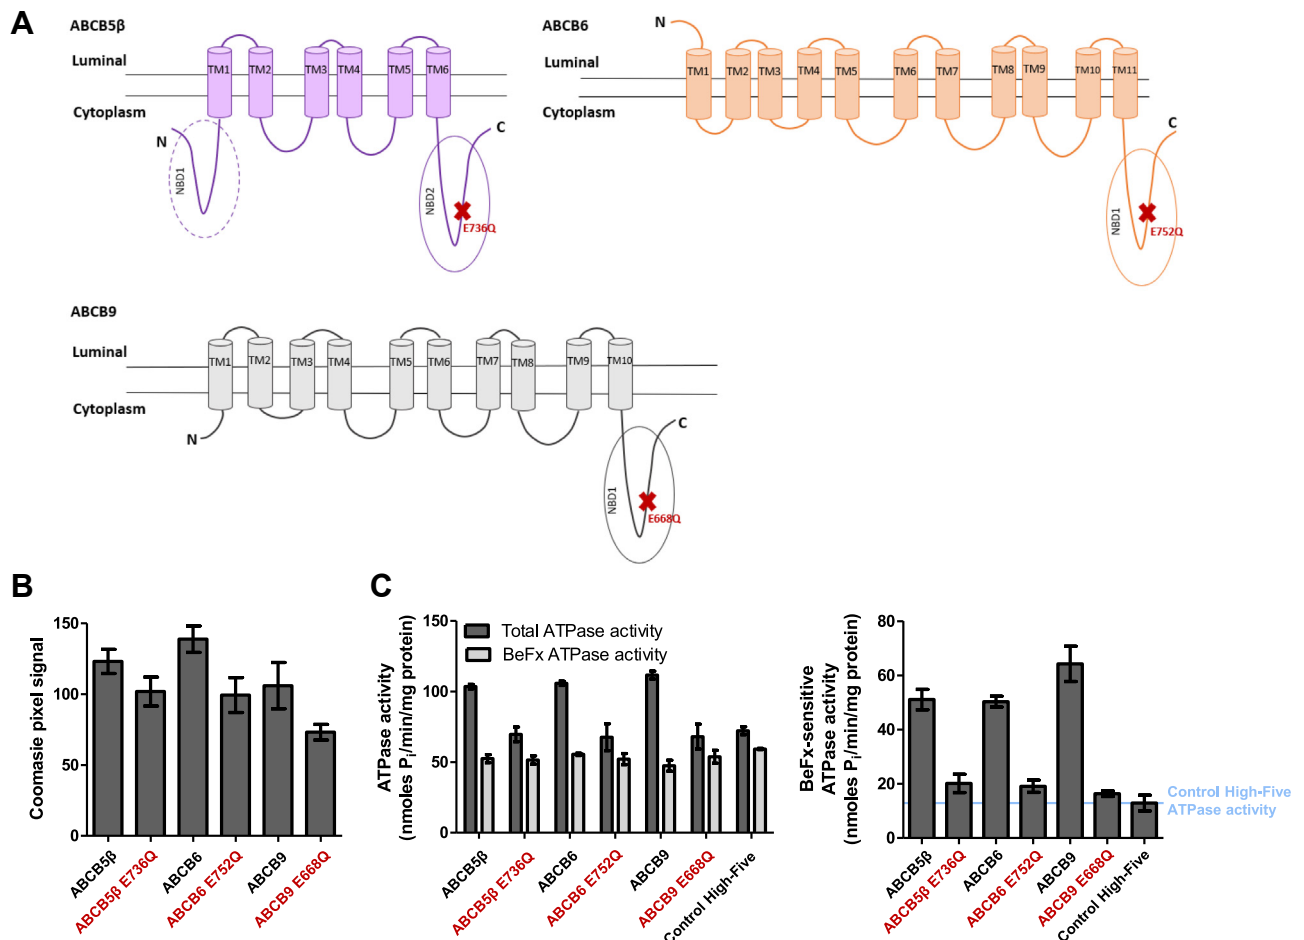 A
ABCB5β
Luminal
Cytoplasm
TM1 TM2 TM3 TM4 TM5 TM6
N
C
NBD1
NBD2
E736Q
ABCB6
N
Luminal
Cytoplasm
TM1 TM2 TM3 TM4 TM5 TM6 TM7 TM8 TM9 TM10 TM11
C
NBD1
E752Q
ABCB9
Luminal
Cytoplasm
TM1 TM2 TM3 TM4 TM5 TM6 TM7 TM8 TM9 TM10
N
C
NBD1
E668Q
B
Coomasie pixel signal
150
100
50
0
ABCB5β
ABCB5β E736Q
ABCB6
ABCB6 E752Q
ABCB9
ABCB9 E668Q
C
ATPase activity
(nmoles Pi/min/mg protein)
150
100
50
0
Total ATPase activity
BeFx ATPase activity
ABCB5β
ABCB5β E736Q
ABCB6
ABCB6 E752Q
ABCB9
ABCB9 E668Q
Control High-Five
BeFx-sensitive
ATPase activity
(nmoles Pi/min/mg protein)
80
60
40
20
0
Control High-Five
ATPase activity
ABCB5β
ABCB5β E736Q
ABCB6
ABCB6 E752Q
ABCB9
ABCB9 E668Q
Control High-Five